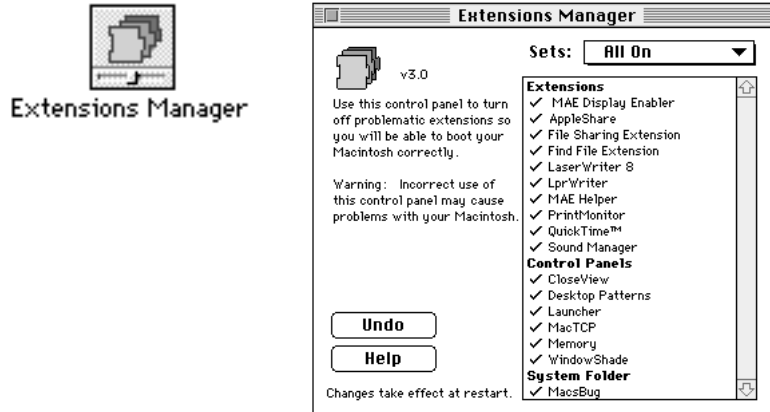 Extensions Manager
Extensions Manager
Sets: All On
v3.0
Use this control panel to turn
off problematic extensions so
you will be able to boot your
Macintosh correctly.
Warning: Incorrect use of
this control panel may cause
problems with your Macintosh.
Undo
Help
Changes take effect at restart.
Extensions
✓ MAE Display Enabler
✓ AppleShare
✓ File Sharing Extension
✓ Find File Extension
✓ LaserWriter 8
✓ LprWriter
✓ MAE Helper
✓ PrintMonitor
✓ QuickTime™
✓ Sound Manager
Control Panels
✓ CloseView
✓ Desktop Patterns
✓ Launcher
✓ MacTCP
✓ Memory
✓ WindowShade
System Folder
✓ MacsBug